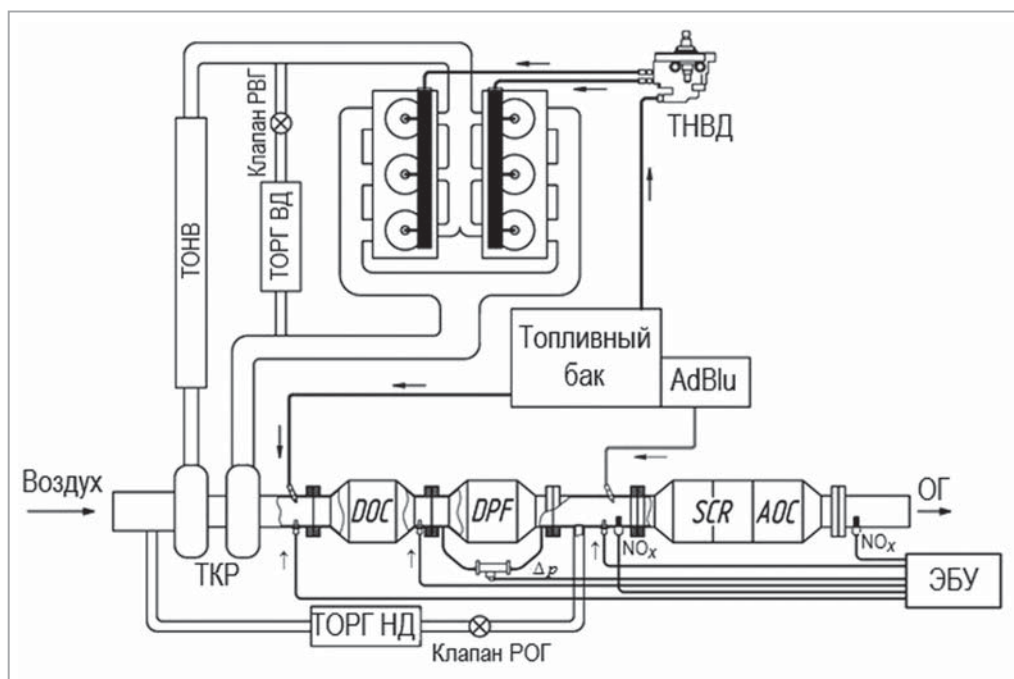 Клапан РВГ
ТНВД
ТОНВ
ТОРГ ВД
Топливный
бак
AdBlu
Воздух
DOC
DPF
SCR
AOC
ОГ
NOx
NOx
Δp
ТКР
ЭБУ
ТОРГ НД
Клапан РОГ